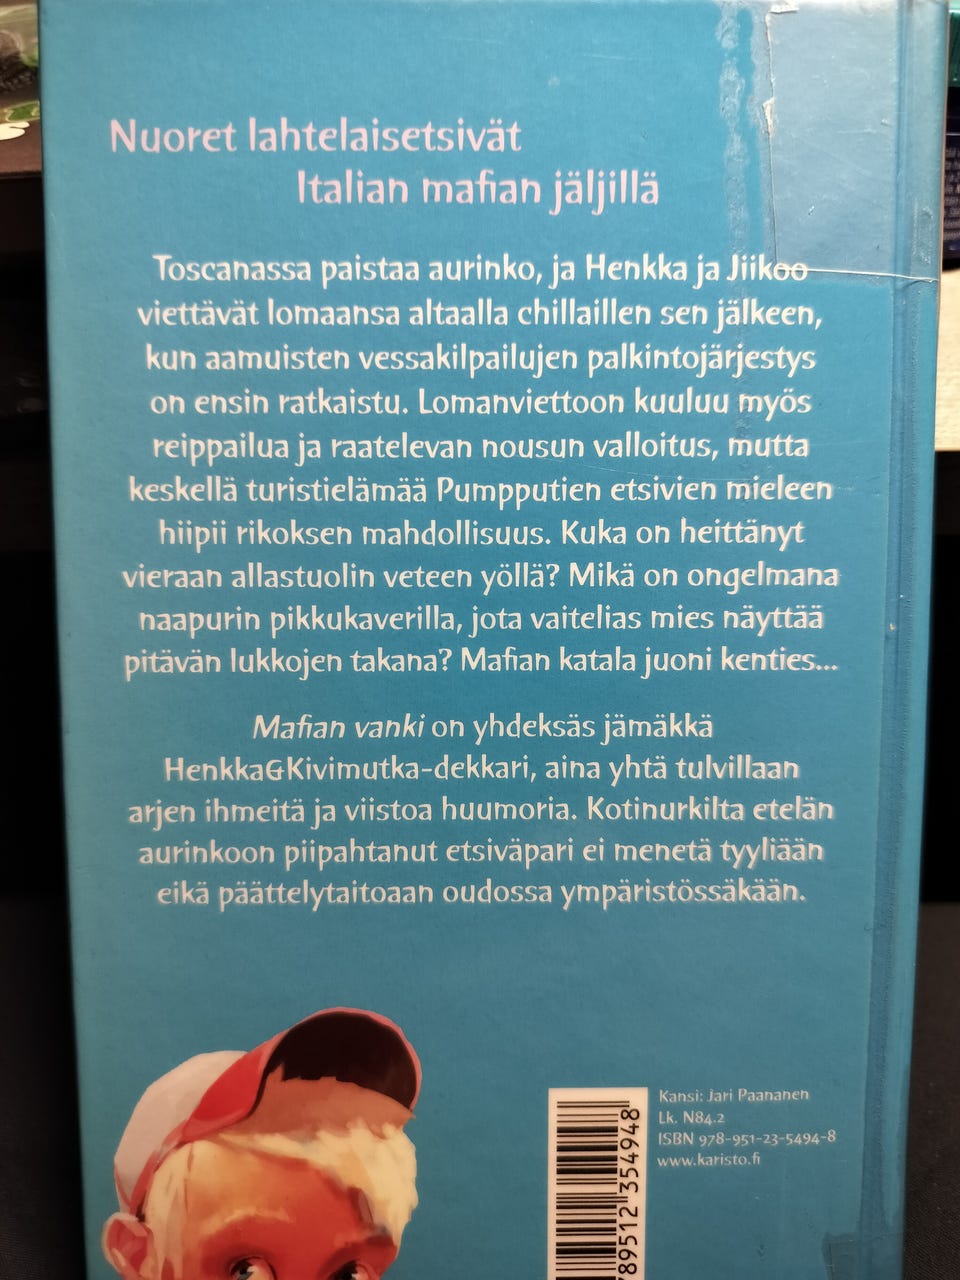 Nuoret lahtelaisetsivät
Italian mafian jäljillä
Toscanassa paistaa aurinko, ja Henkka ja Jiikoo
viettävät lomaansa altaalla chillaillen sen jälkeen,
kun aamuisten vessakilpailujen palkintojärjestys
on ensin ratkaistu. Lomanviettoon kuuluu myös
reippailua ja raatelevan nousun valloitus, mutta
keskellä turistielämää Pumpputien etsivien mieleen
hiipii rikoksen mahdollisuus. Kuka on heittänyt
vieraan allastuolin veteen yöllä? Mikä on ongelmana
naapurin pikkukaverilla, jota vaitelias mies näyttää
pitävän lukkojen takana? Mafian katala juoni kenties...
Mafian vanki on yhdeksäs jämäkkä
Henkka&Kivimutka-dekkari, aina yhtä tulvillaan
arjen ihmeitä ja viistoa huumoria. Kotinurkilta etelän
aurinkoon piipahtanut etsiväpari ei menetä tyyliään
eikä päättelytaitoaan oudossa ympäristössäkään.
Kansi: Jari Paananen
Lk. N84.2
ISBN 978-951-23-5494-8
www.karisto.fi
789512 354948